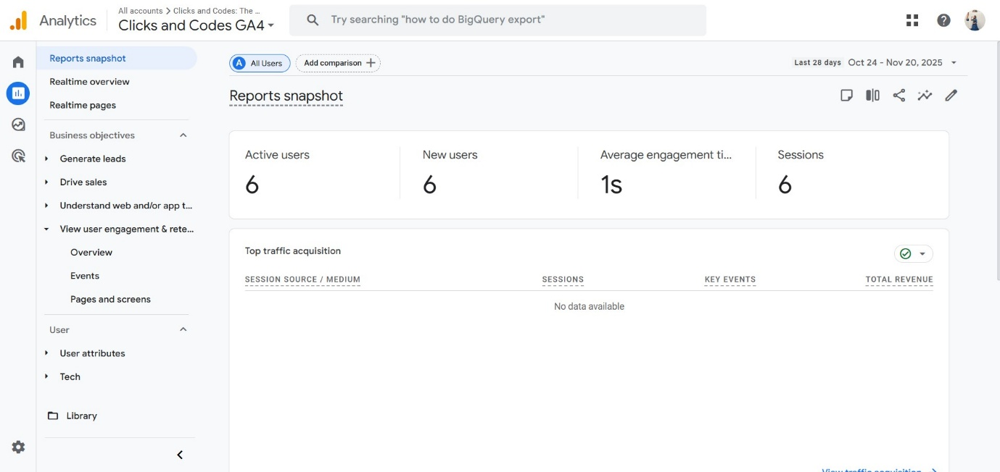 Analytics
All accounts > Clicks and Codes: The ...
Clicks and Codes GA4
Try searching "how to do BigQuery export"
Reports snapshot
Realtime overview
Realtime pages
Business objectives
Generate leads
Drive sales
Understand web and/or app t...
View user engagement & rete...
Overview
Events
Pages and screens
User
User attributes
Tech
Library
A All Users
Add comparison +
Last 28 days Oct 24 - Nov 20, 2025
Reports snapshot
Active users
6
New users
6
Average engagement ti...
1s
Sessions
6
Top traffic acquisition
SESSION SOURCE / MEDIUM SESSIONS KEY EVENTS TOTAL REVENUE
No data available
View traffic acquisition